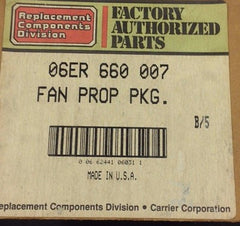 Replacement
Components
Division
FACTORY
AUTHORIZED
PARTS
06ER 660 007
FAN PROP PKG.
B/5
0 06 62441 06031 1
MADE IN U.S.A.
Replacement Components Division • Carrier Corporation